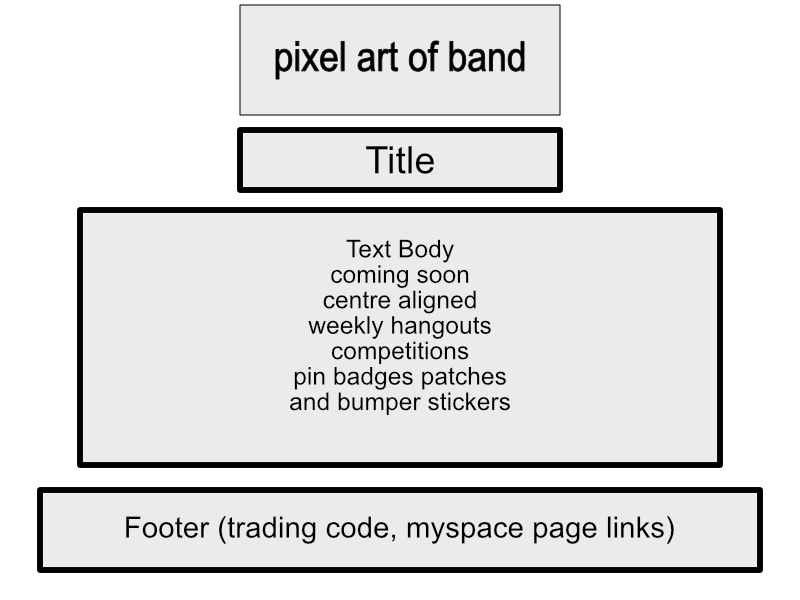 pixel art of band
Title
Text Body
coming soon
centre aligned
weekly hangouts
competitions
pin badges patches
and bumper stickers
Footer (trading code, myspace page links)